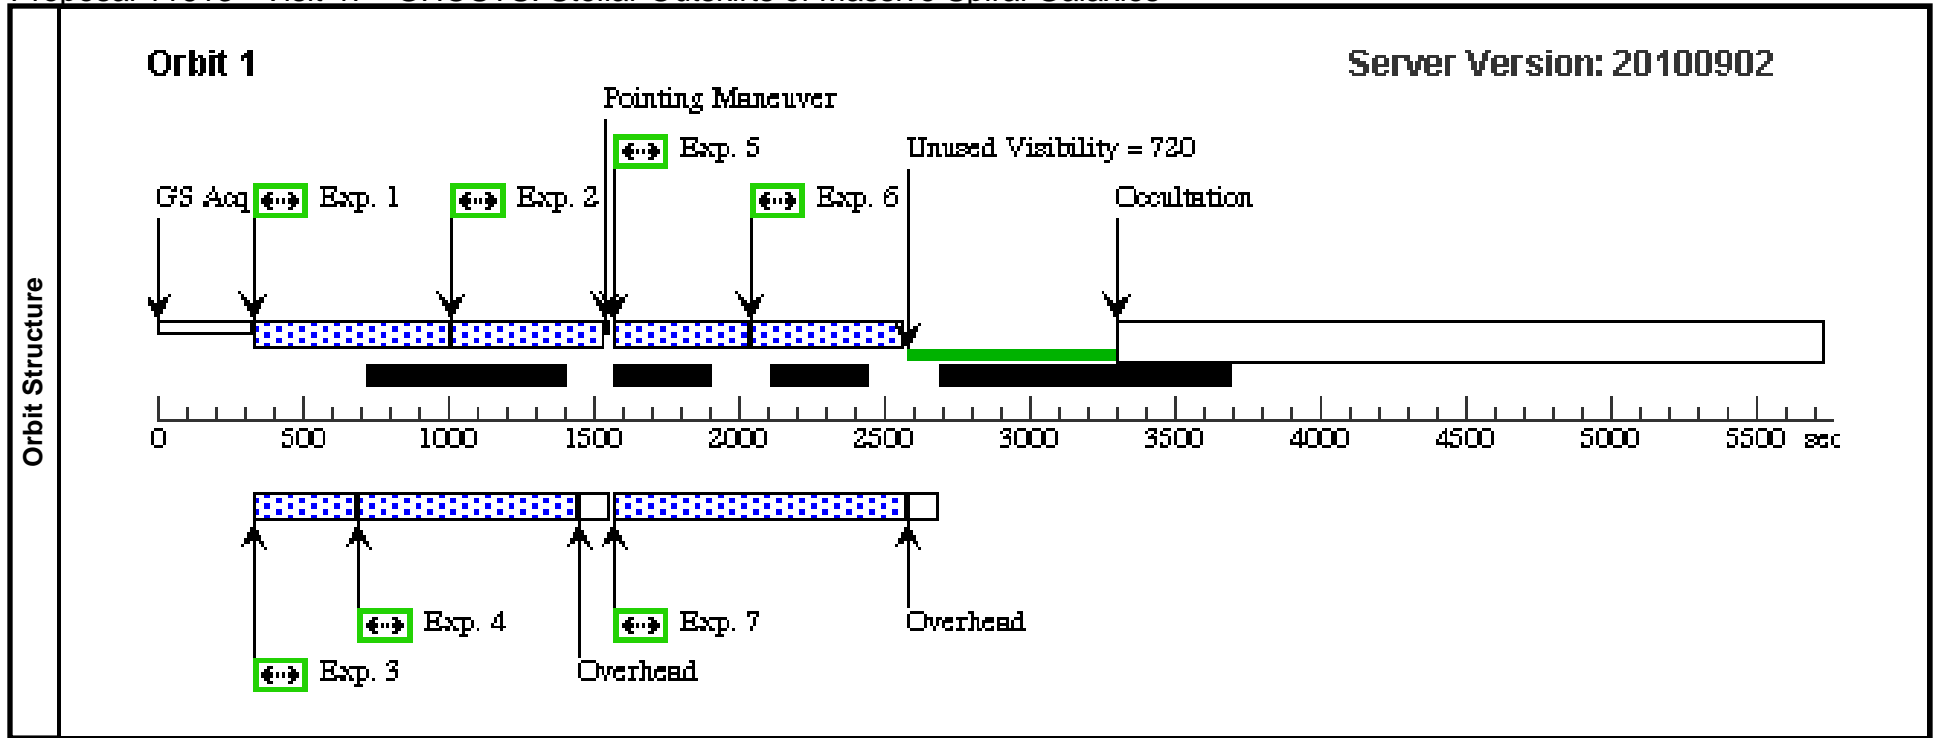 Orbit 1
Server Version: 20100902
Pointing Maneuver
Exp. 5
Unused Visibility = 720
GS Acq
Exp. 1
Exp. 2
Exp. 6
Occultation
Orbit Structure
0 500 1000 1500 2000 2500 3000 3500 4000 4500 5000 5500 sec
Exp. 4
Exp. 7
Overhead
Exp. 3
Overhead